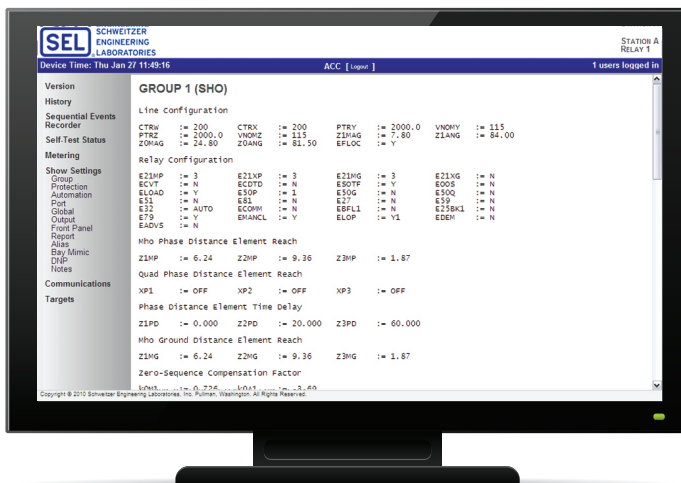 SEL
SCHWEITZER
ENGINEERING
LABORATORIES
STATION A
RELAY 1
Device Time: Thu Jan 27 11:49:16
ACC [ Logout ]
1 users logged in
Version
History
Sequential Events
Recorder
Self-Test Status
Metering
Show Settings
Group
Protection
Automation
Port
Global
Output
Front Panel
Report
Alias
Bay Mimic
DNP
Notes
Communications
Targets
GROUP 1 (SHO)
Line Configuration
CTRW := 200 CTRX := 200 PTRY := 2000.0 VNOMY := 115
PTRZ := 2000.0 VNOMZ := 115 Z1MAG := 7.80 Z1ANG := 84.00
Z0MAG := 24.80 Z0ANG := 81.50 EFLOC := Y
Relay Configuration
E21MP := 3 E21XP := 3 E21MG := 3 E21XG := N
ECVT := N ECDTD := N ESOTF := Y EOOS := N
ELOAD := Y E50P := 1 E50G := N E50Q := N
E51 := N E81 := N E27 := N E59 := N
E32 := AUTO ECOMM := N EBFL1 := N E25BK1 := N
E79 := Y EMANCL := Y ELOP := Y1 EDEM := N
EADVS := N
Mho Phase Distance Element Reach
Z1MP := 6.24 Z2MP := 9.36 Z3MP := 1.87
Quad Phase Distance Element Reach
XP1 := OFF XP2 := OFF XP3 := OFF
Phase Distance Element Time Delay
Z1PD := 0.000 Z2PD := 20.000 Z3PD := 60.000
Mho Ground Distance Element Reach
Z1MG := 6.24 Z2MG := 9.36 Z3MG := 1.87
Zero-Sequence Compensation Factor
:= 0.726 := -3.69
Copyright © 2010 Schweitzer Engineering Laboratories, Inc. Pullman, Washington. All Rights Reserved.